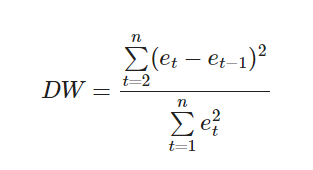 DW = \frac{\sum_{t=2}^{n} (e_t - e_{t-1})^2}{\sum_{t=1}^{n} e_t^2}